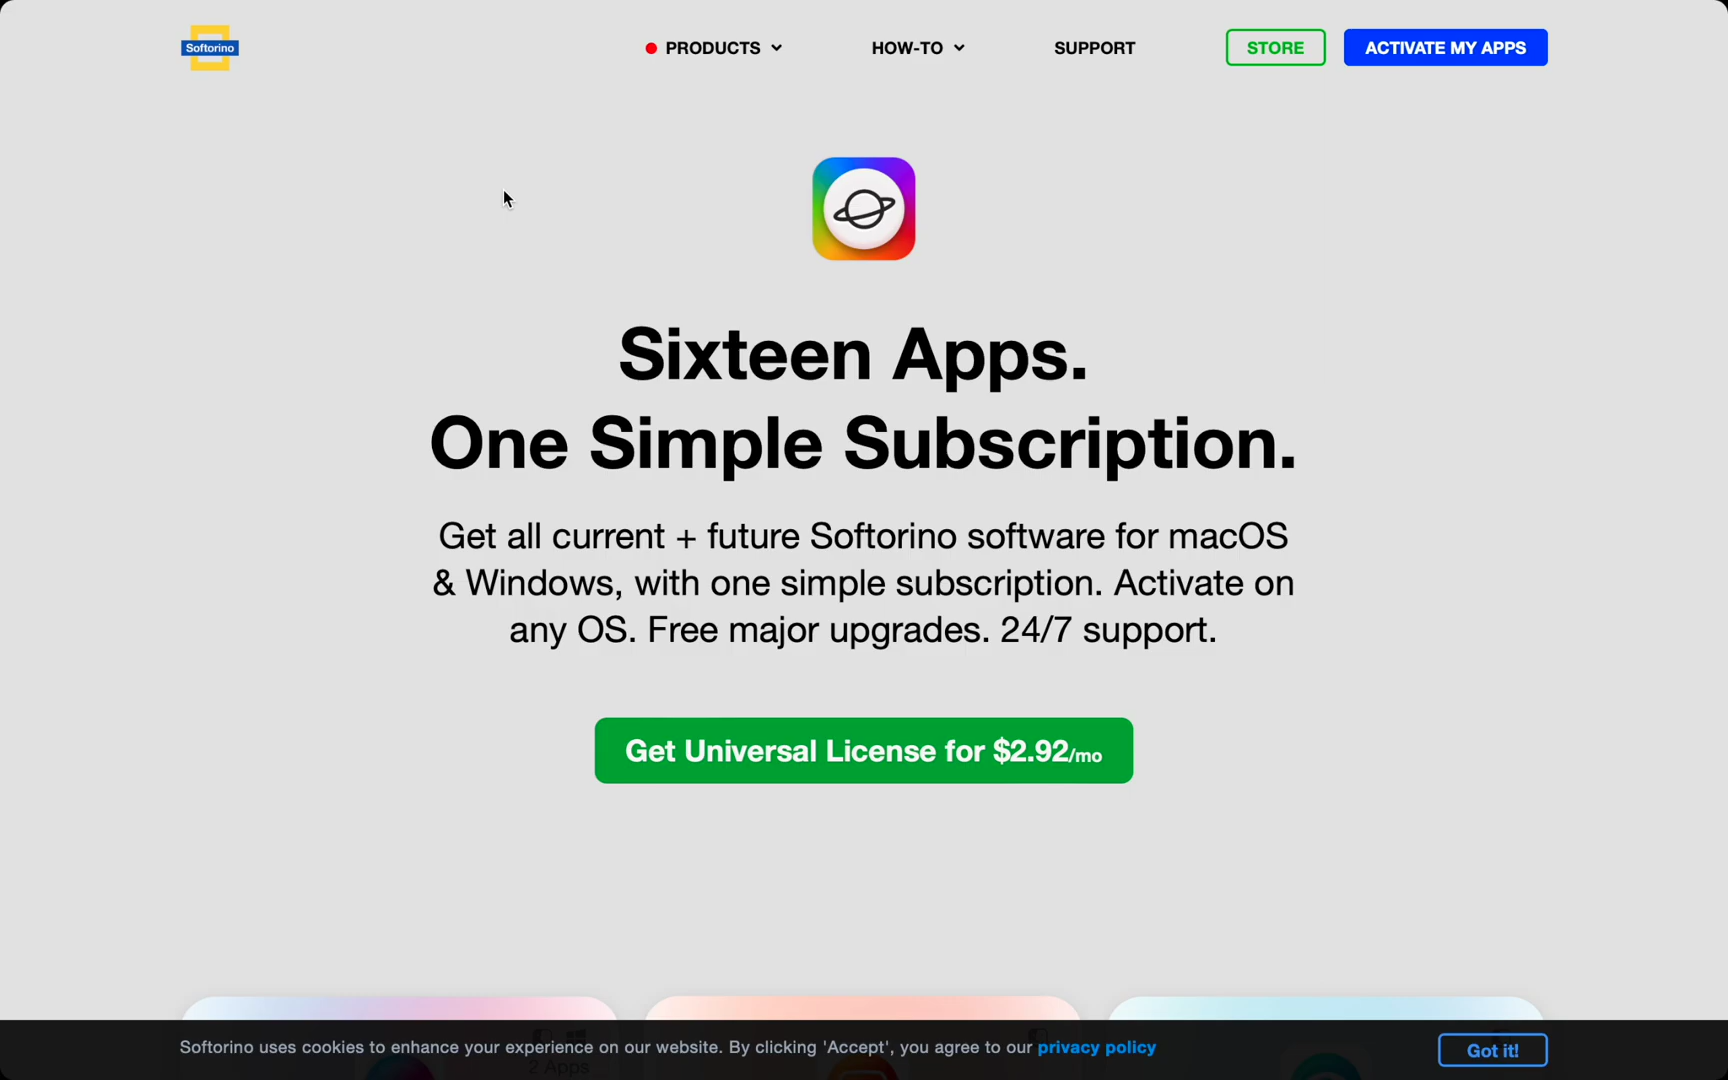 Softorino
PRODUCTS
HOW-TO
SUPPORT
STORE
ACTIVATE MY APPS
Sixteen Apps.
One Simple Subscription.
Get all current + future Softorino software for macOS
& Windows, with one simple subscription. Activate on
any OS. Free major upgrades. 24/7 support.
Get Universal License for $2.92/mo
Softorino uses cookies to enhance your experience on our website. By clicking 'Accept', you agree to our privacy policy
Got it!
2 Apps